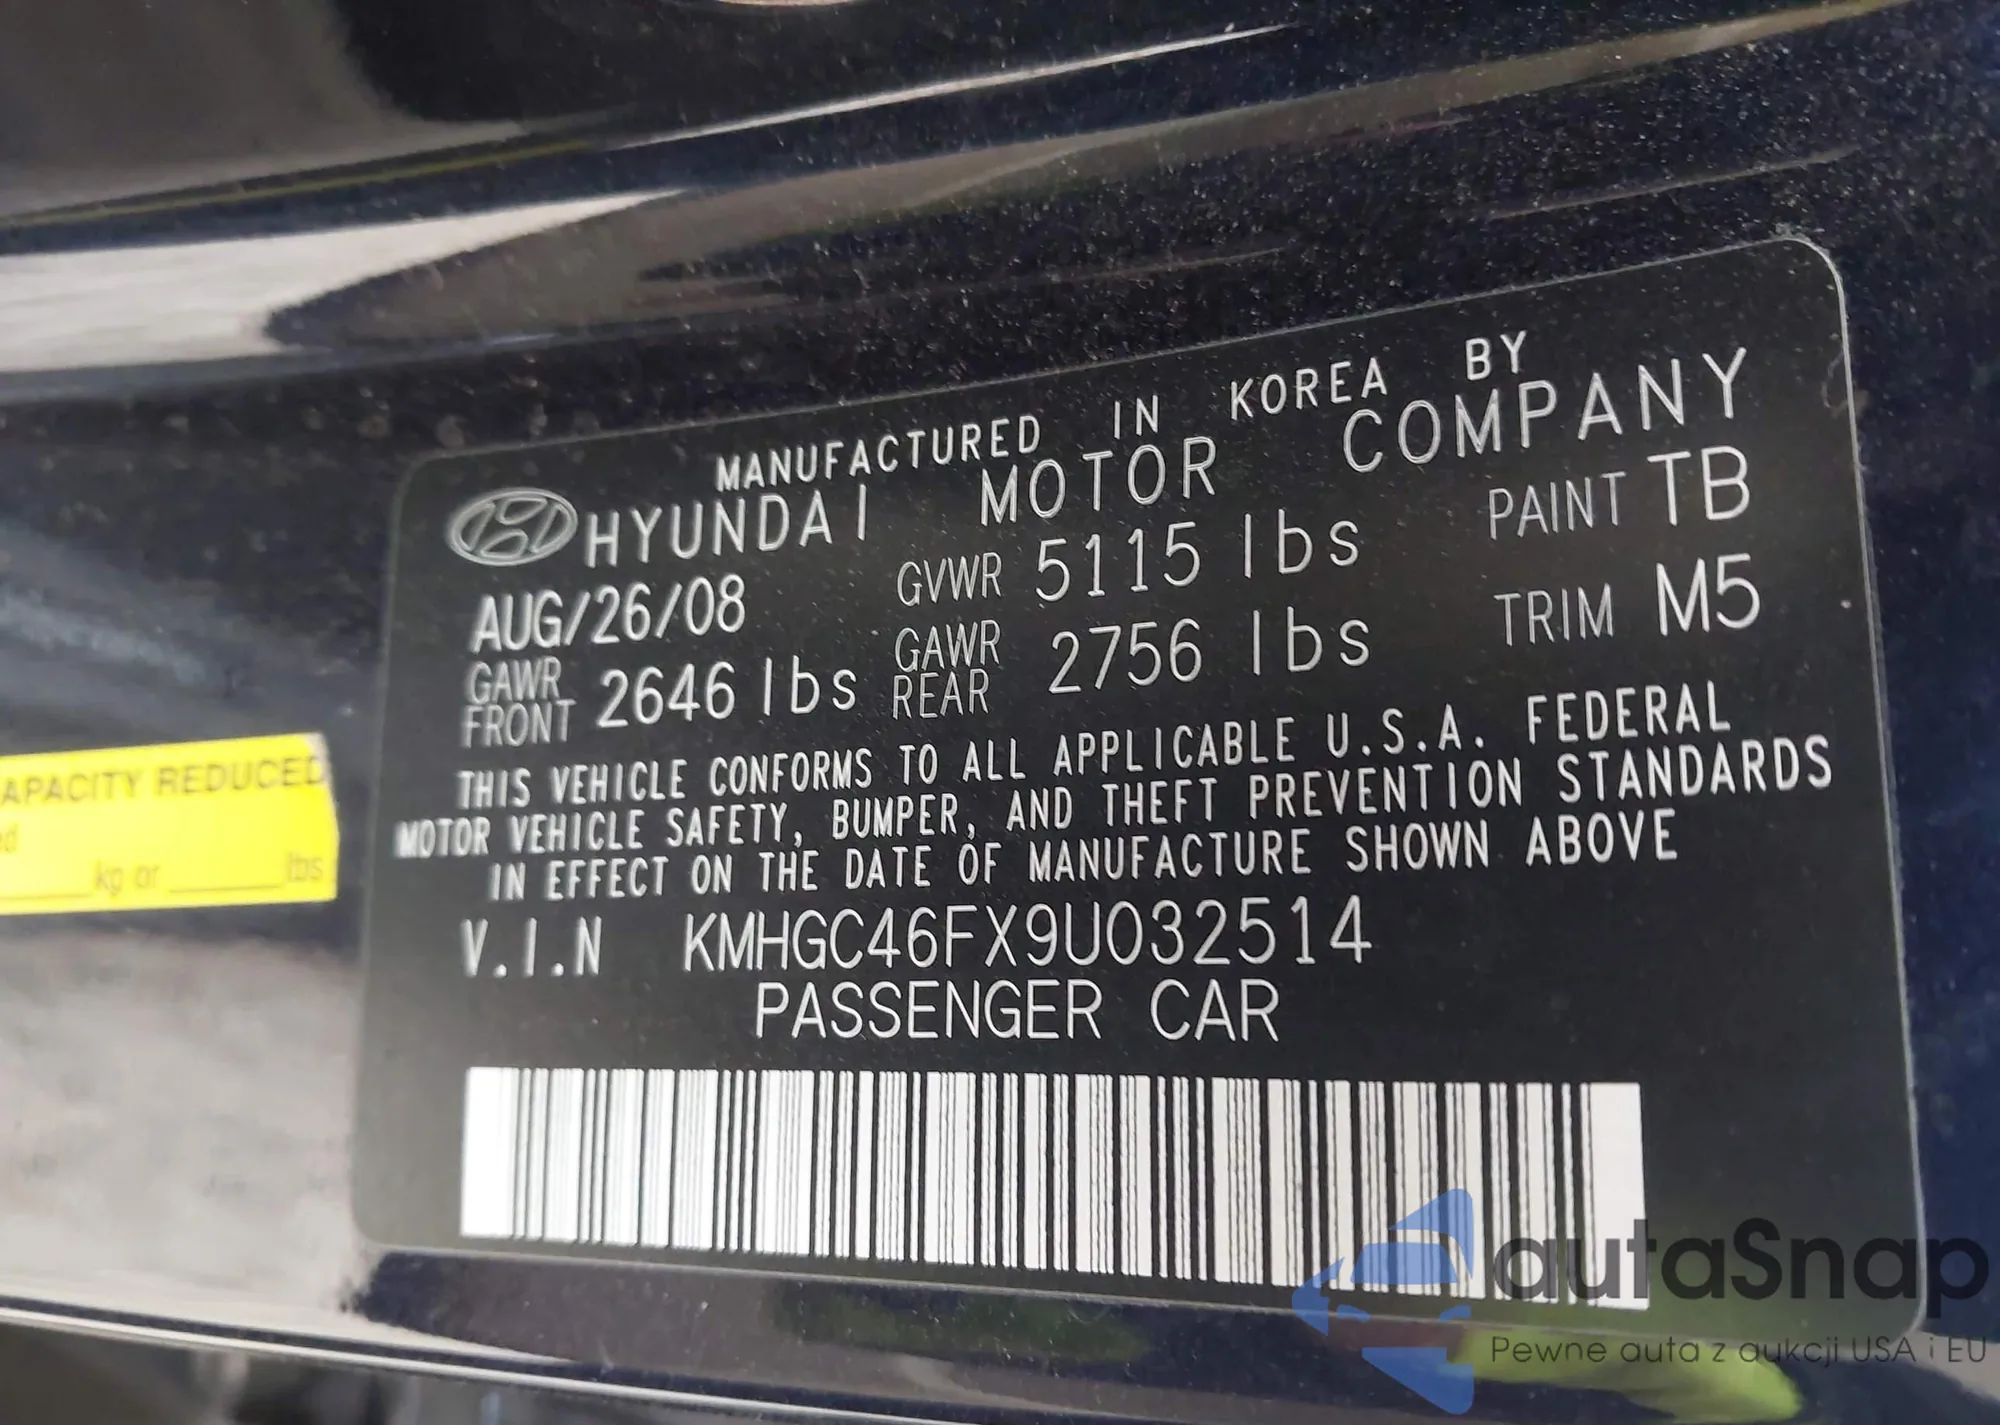 MANUFACTURED IN KOREA BY
HYUNDAI MOTOR COMPANY
AUG/26/08 GVWR 5115 lbs PAINT TB
GAWR FRONT 2646 lbs GAWR REAR 2756 lbs TRIM M5
THIS VEHICLE CONFORMS TO ALL APPLICABLE U.S.A. FEDERAL
MOTOR VEHICLE SAFETY, BUMPER, AND THEFT PREVENTION STANDARDS
IN EFFECT ON THE DATE OF MANUFACTURE SHOWN ABOVE
V.I.N KMHGC46FX9U032514
PASSENGER CAR
APACITY REDUCED
ed
kg or lbs
autaSnap
Pewne auta z aukcji USA i EU